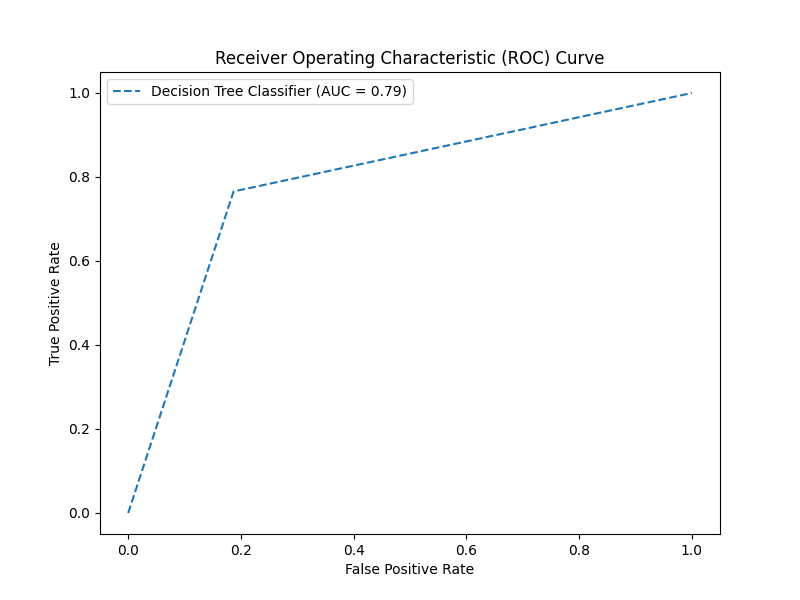 Receiver Operating Characteristic (ROC) Curve
Decision Tree Classifier (AUC = 0.79)
1.0
0.8
0.6
0.4
0.2
0.0
True Positive Rate
0.0 0.2 0.4 0.6 0.8 1.0
False Positive Rate